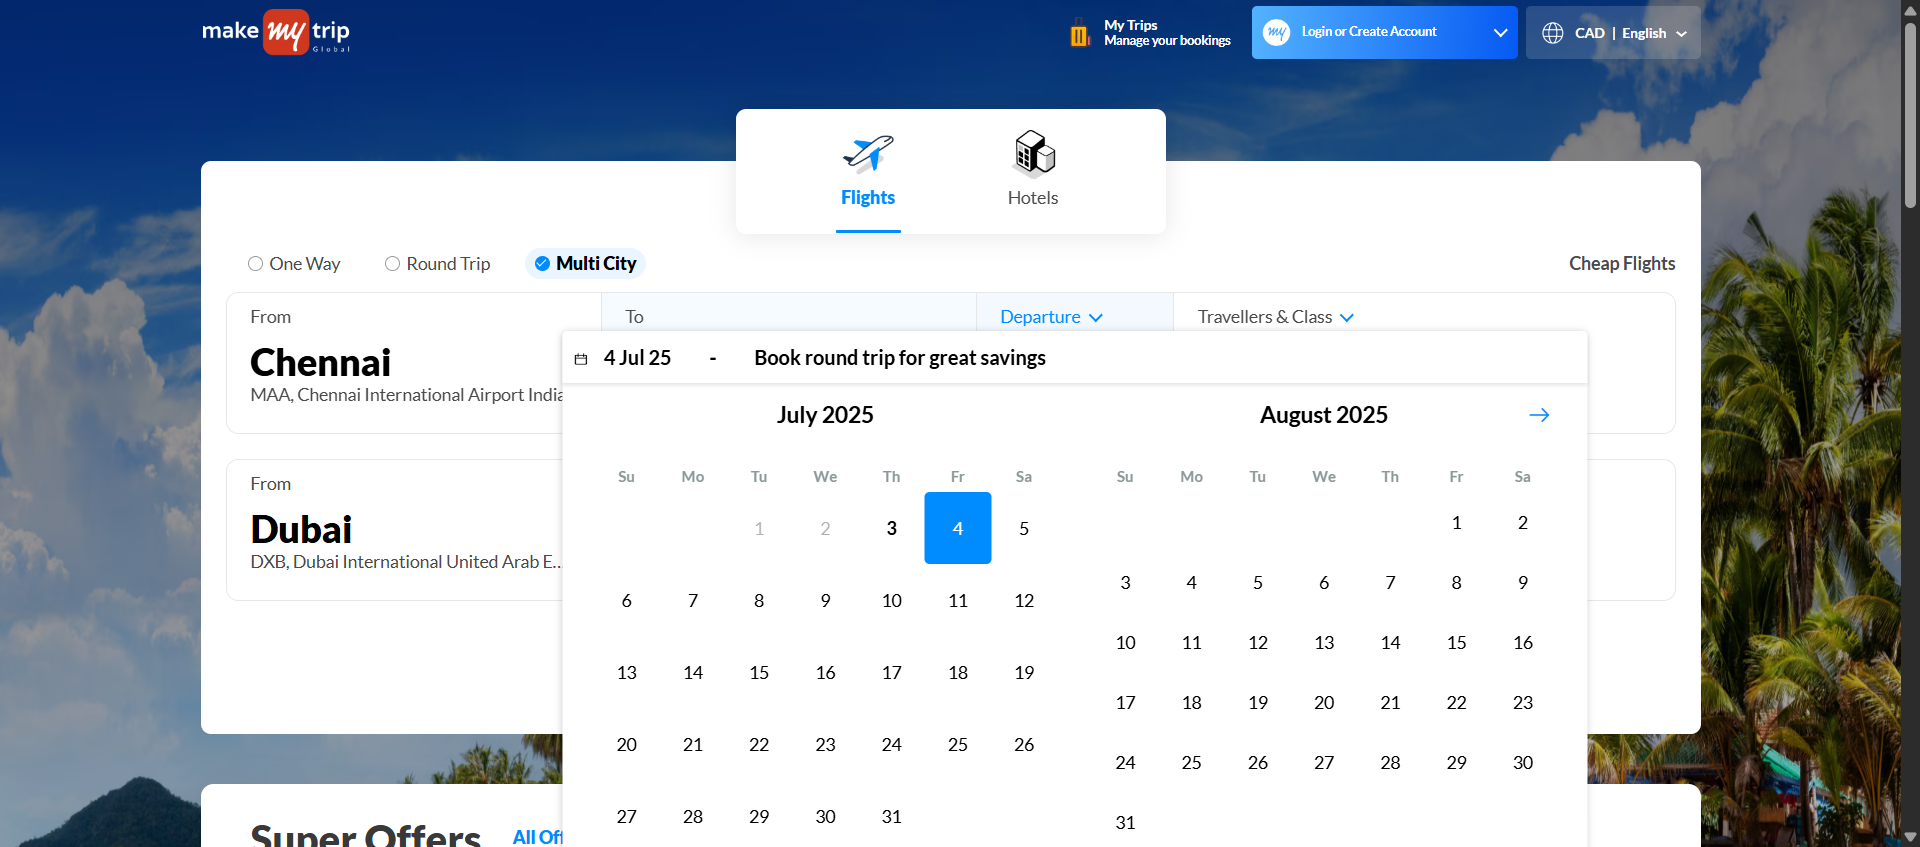 make my trip
Global
My Trips
Manage your bookings
my Login or Create Account
CAD | English
Flights
Hotels
One Way
Round Trip
Multi City
Cheap Flights
From
To
Departure
Travellers & Class
Chennai
MAA, Chennai International Airport India
4 Jul 25 - Book round trip for great savings
July 2025
Su Mo Tu We Th Fr Sa
1 2 3 4 5
6 7 8 9 10 11 12
13 14 15 16 17 18 19
20 21 22 23 24 25 26
27 28 29 30 31
August 2025
Su Mo Tu We Th Fr Sa
1 2
3 4 5 6 7 8 9
10 11 12 13 14 15 16
17 18 19 20 21 22 23
24 25 26 27 28 29 30
31
From
Dubai
DXB, Dubai International United Arab E...
Super Offers
All Off